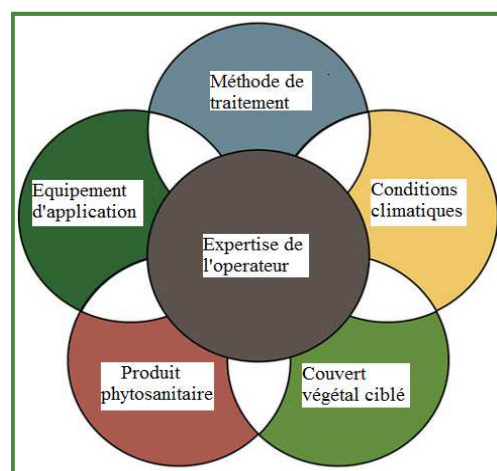 Méthode de
traitement
Equipement
d'application
Conditions
climatiques
Expertise de
l'operateur
Produit
phytosanitaire
Couvert
végétal ciblé